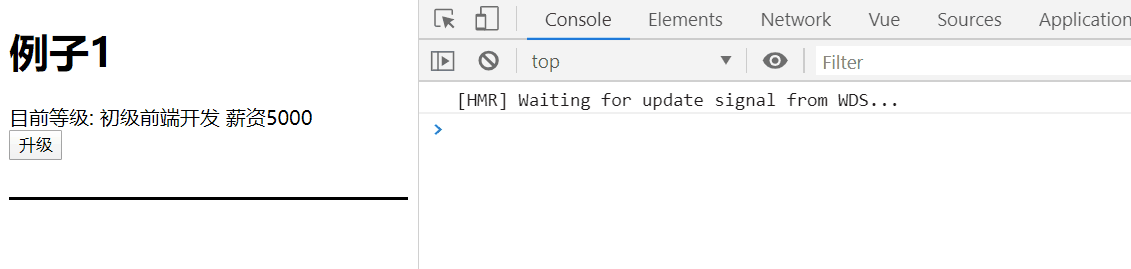 例子1
目前等级: 初级前端开发 薪资5000
升级
Console Elements Network Vue Sources Application
top Filter
[HMR] Waiting for update signal from WDS...